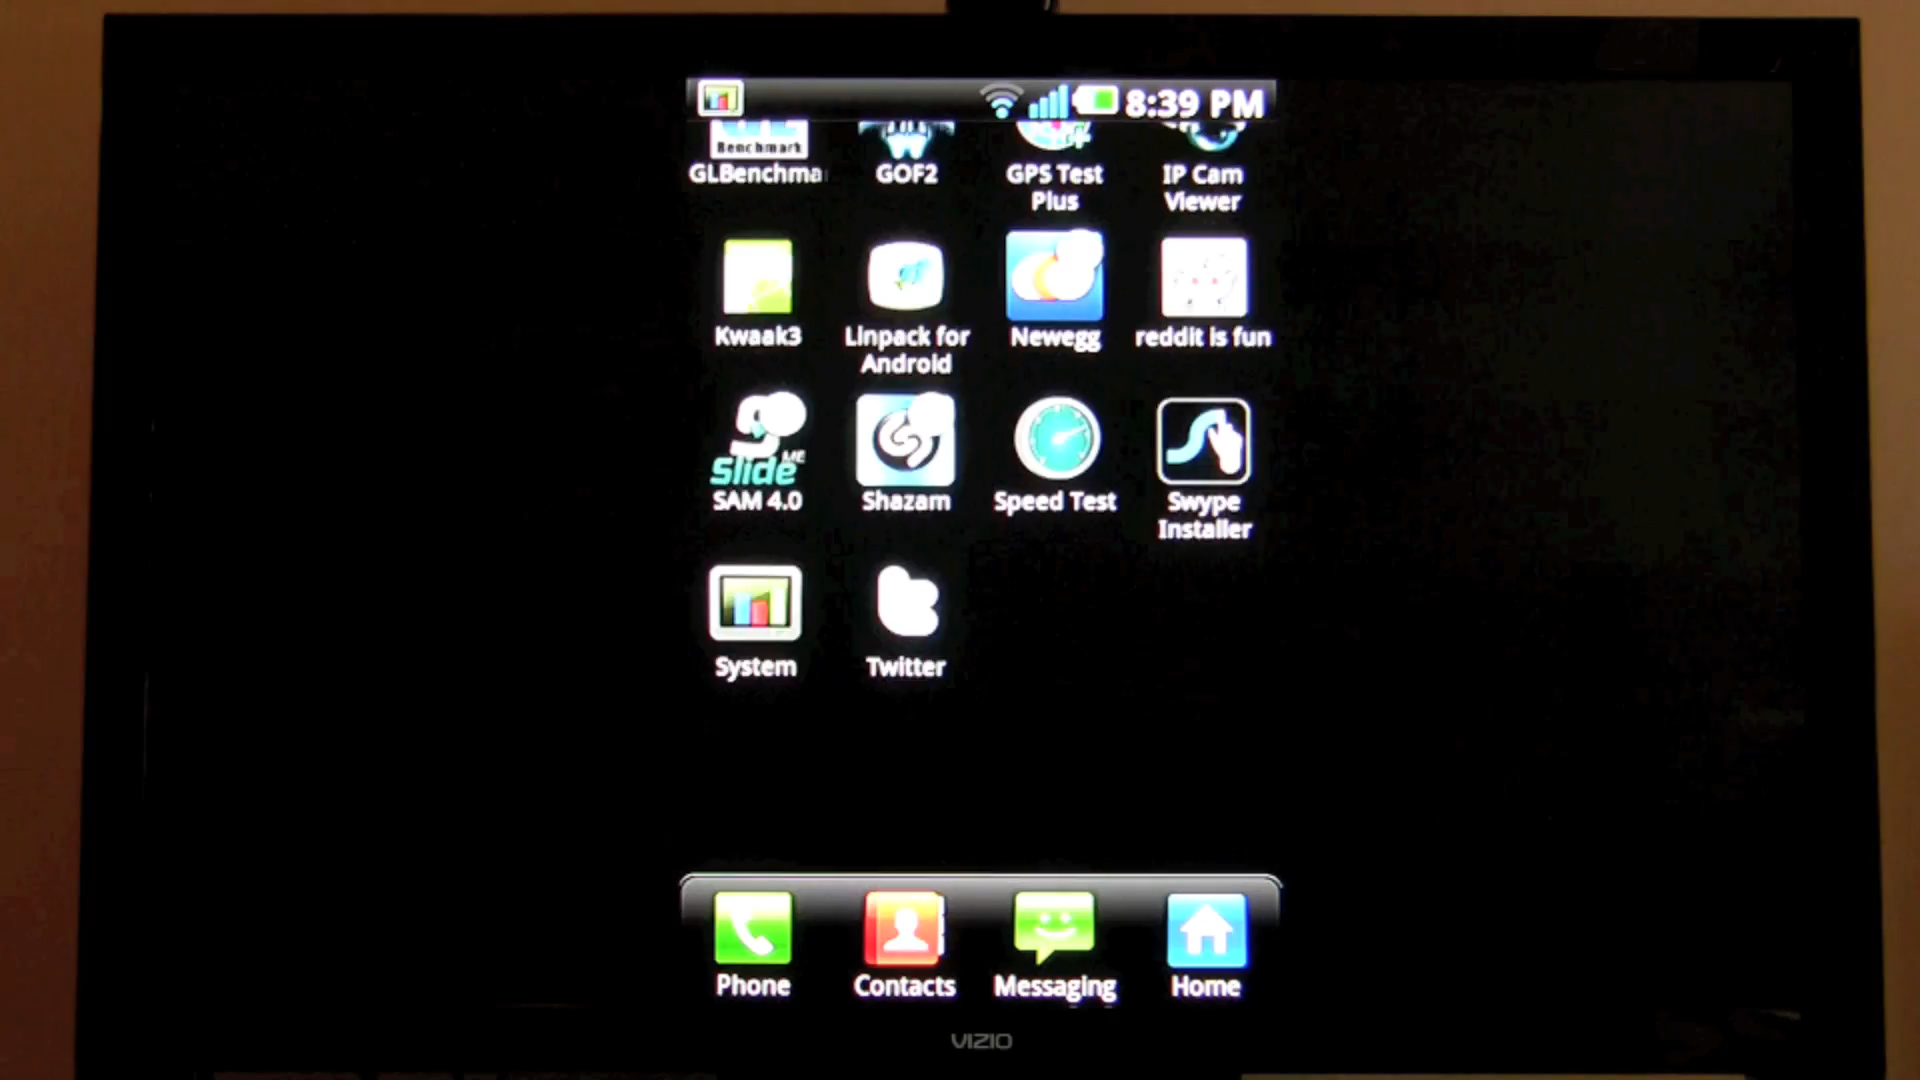 8:39 PM
Benchmark
GLBenchma
GOF2
GPS Test
Plus
IP Cam
Viewer
Kwaak3
Linpack for
Android
Newegg
reddit is fun
Slide ME
SAM 4.0
Shazam
Speed Test
Swype
Installer
System
Twitter
Phone
Contacts
Messaging
Home
VIZIO